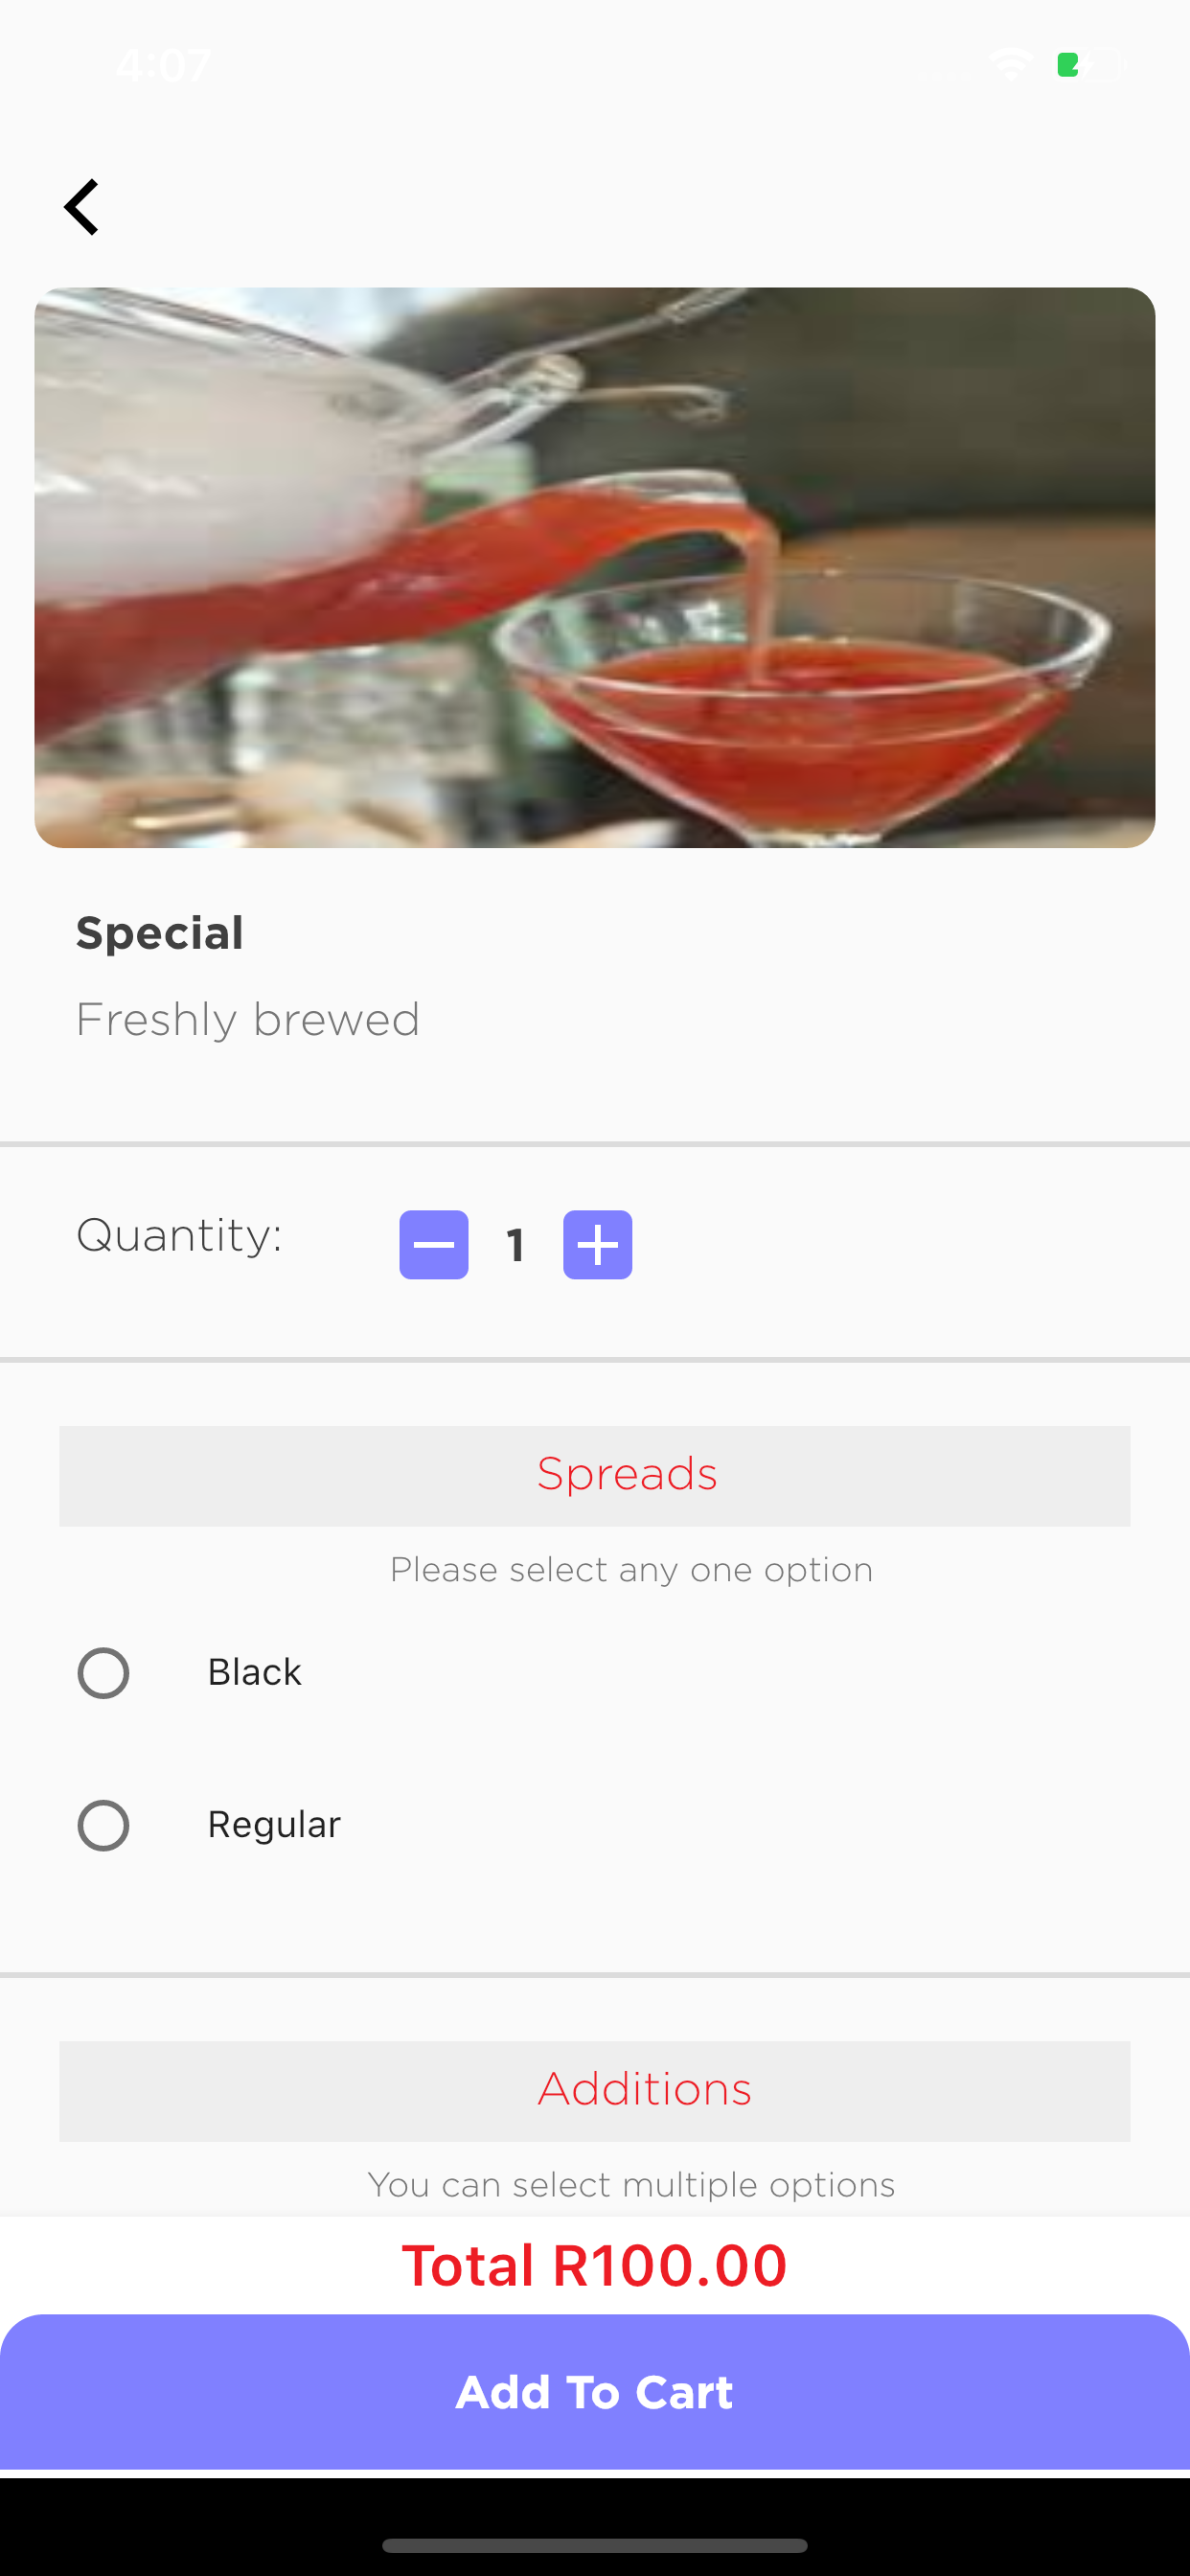 4:07
Special
Freshly brewed
Quantity:
1
Spreads
Please select any one option
Black
Regular
Additions
You can select multiple options
Total R100.00
Add To Cart